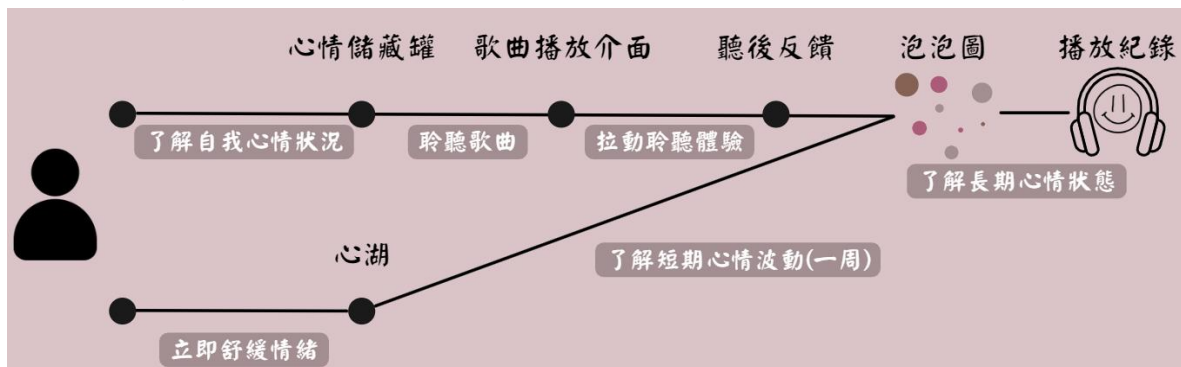 心情儲藏罐
歌曲播放介面
聽後反饋
泡泡圖
播放紀錄
了解自我心情狀況
聆聽歌曲
拉動聆聽體驗
了解長期心情狀態
心湖
了解短期心情波動(一周)
立即舒緩情緒